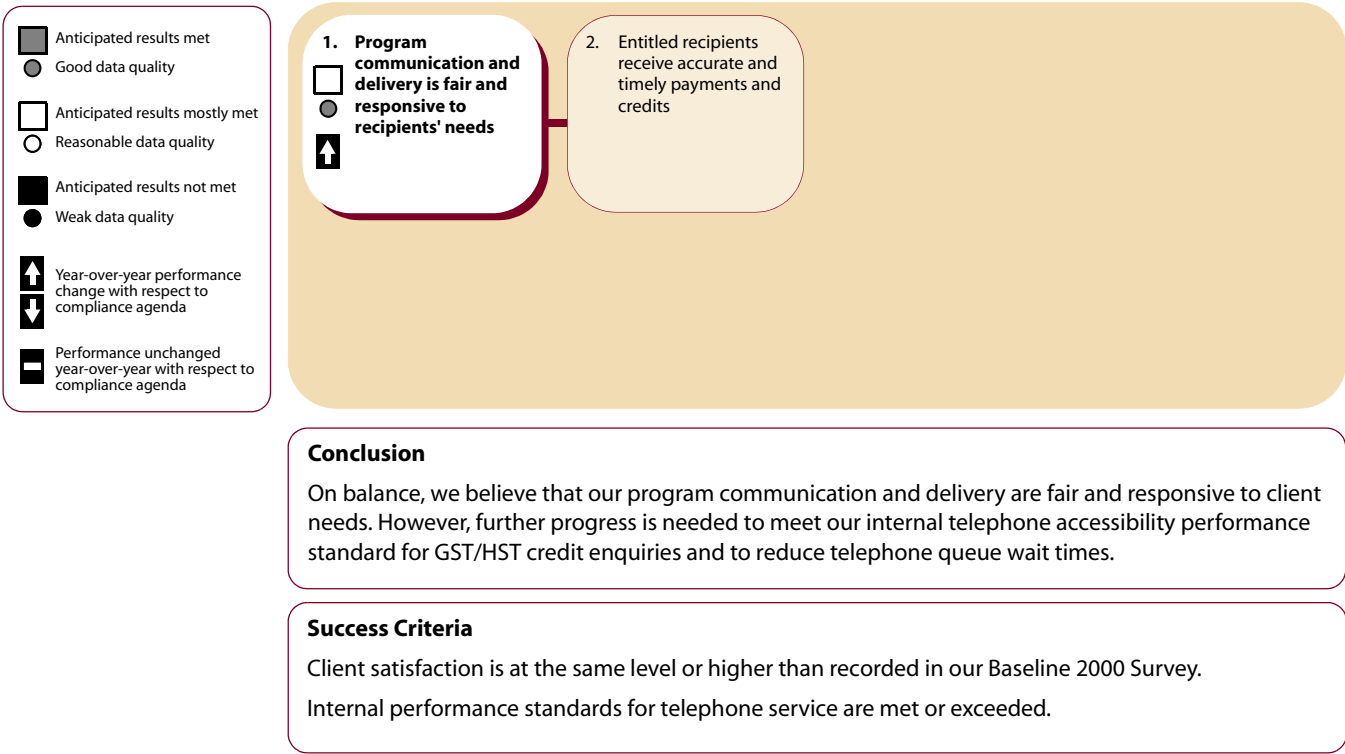 Anticipated results met
Good data quality
Anticipated results mostly met
Reasonable data quality
Anticipated results not met
Weak data quality
Year-over-year performance
change with respect to
compliance agenda
Performance unchanged
year-over-year with respect to
compliance agenda
1. Program
communication and
delivery is fair and
responsive to
recipients' needs
2. Entitled recipients
receive accurate and
timely payments and
credits
Conclusion
On balance, we believe that our program communication and delivery are fair and responsive to client
needs. However, further progress is needed to meet our internal telephone accessibility performance
standard for GST/HST credit enquiries and to reduce telephone queue wait times.
Success Criteria
Client satisfaction is at the same level or higher than recorded in our Baseline 2000 Survey.
Internal performance standards for telephone service are met or exceeded.